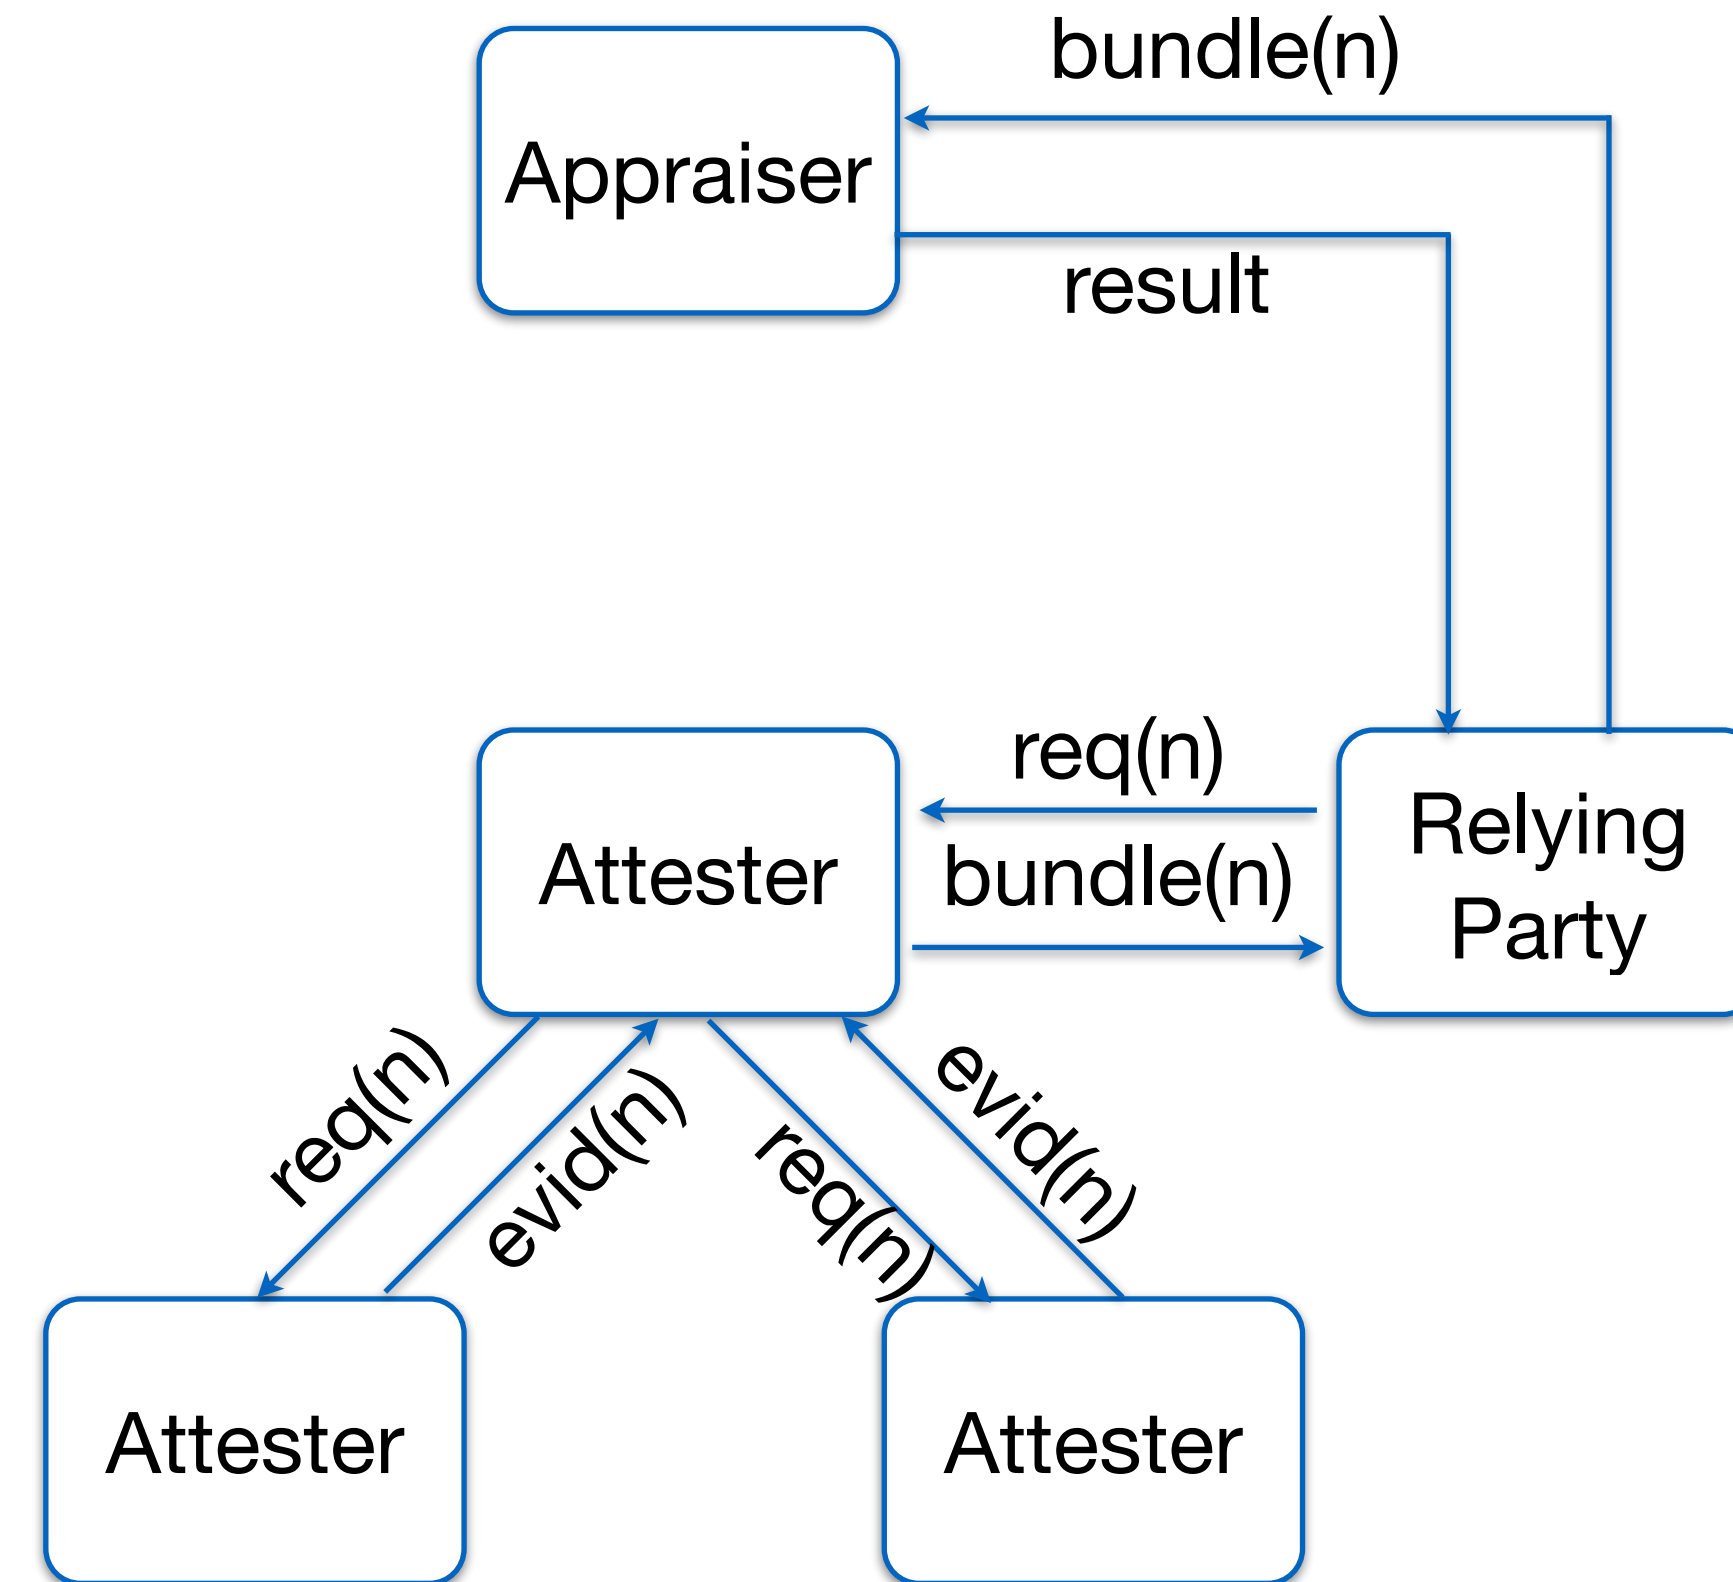 bundle(n)
Appraiser
result
req(n)
Relying
Party
Attester
bundle(n)
req(n)
evid(n)
req(n)
evid(n)
Attester
Attester